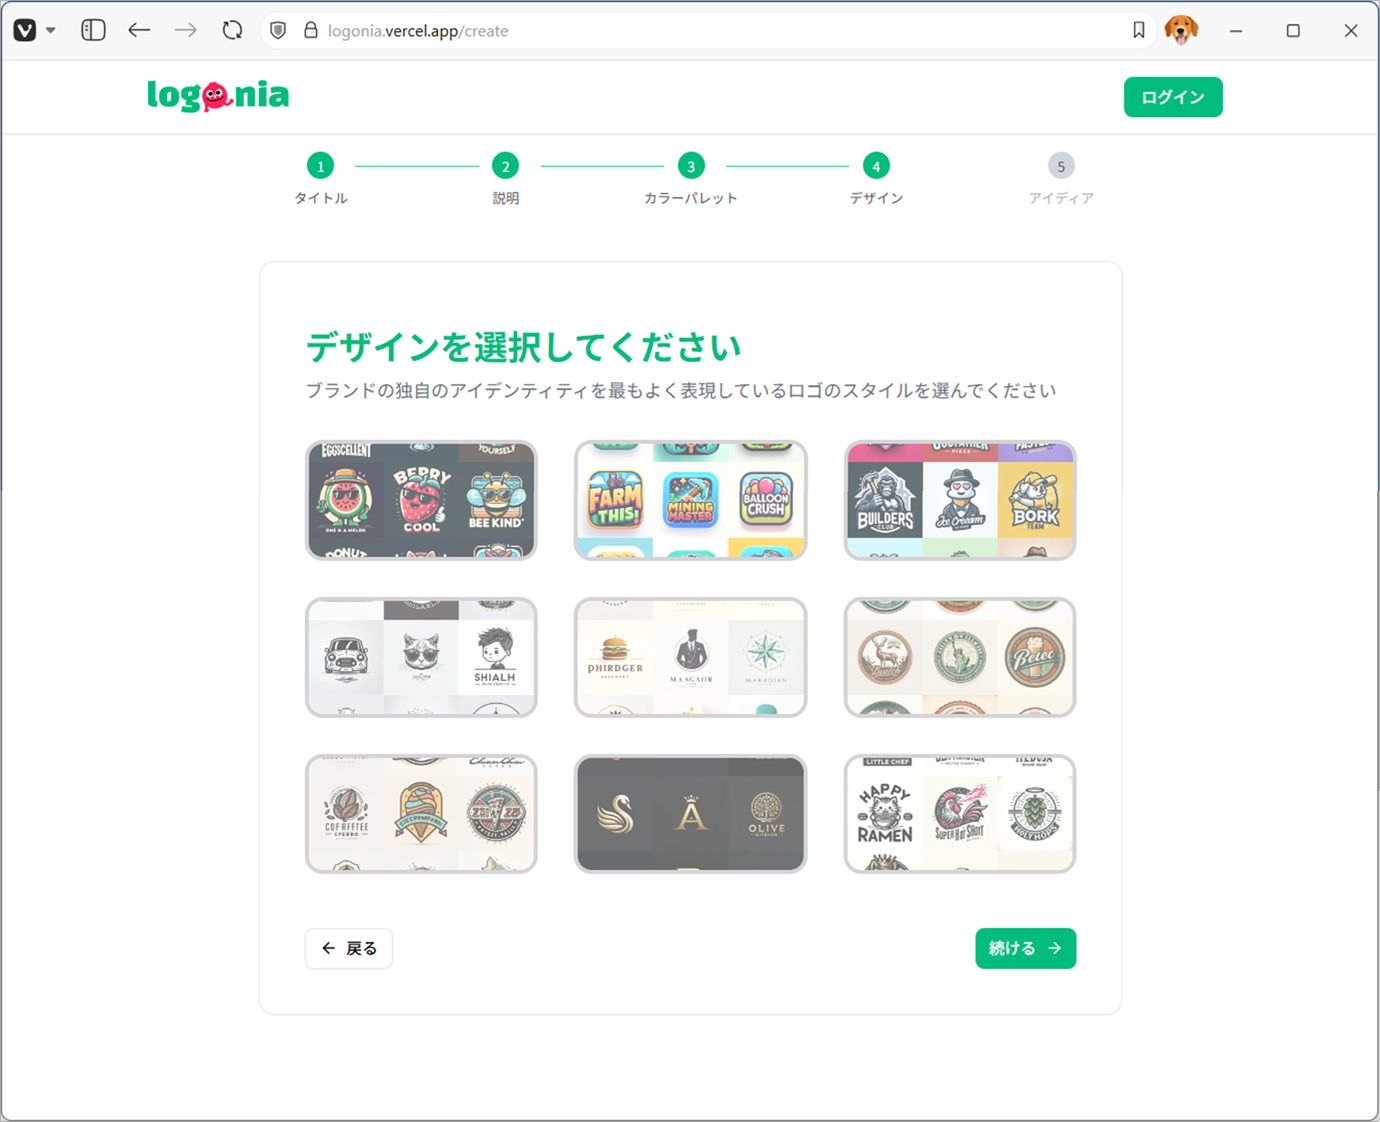 logonia.vercel.app/create
logonia
ログイン
1
2
3
4
5
タイトル
説明
カラーパレット
デザイン
アイディア
デザインを選択してください
ブランドの独自のアイデンティティを最もよく表現しているロゴのスタイルを選んでください
EGGSCELLENT
YOURSELF
BERRY
COOL
ONE IN A MELON
BEE KIND
DONUT
FARM
THIS!
MINING
MASTER
BALLOON
CRUSH
GODFATHER
PIZZA
BUILDERS
CLUB
Ice Cream
BORK
TEAM
SHIALH
PHIRDGER
MASGAUR
Beco
LITTLE CHEF
MEDUSA
OLIVE
A
HAPPY
RAMEN
SUPER HOT SHOT
HOLY HOPS
戻る
続ける